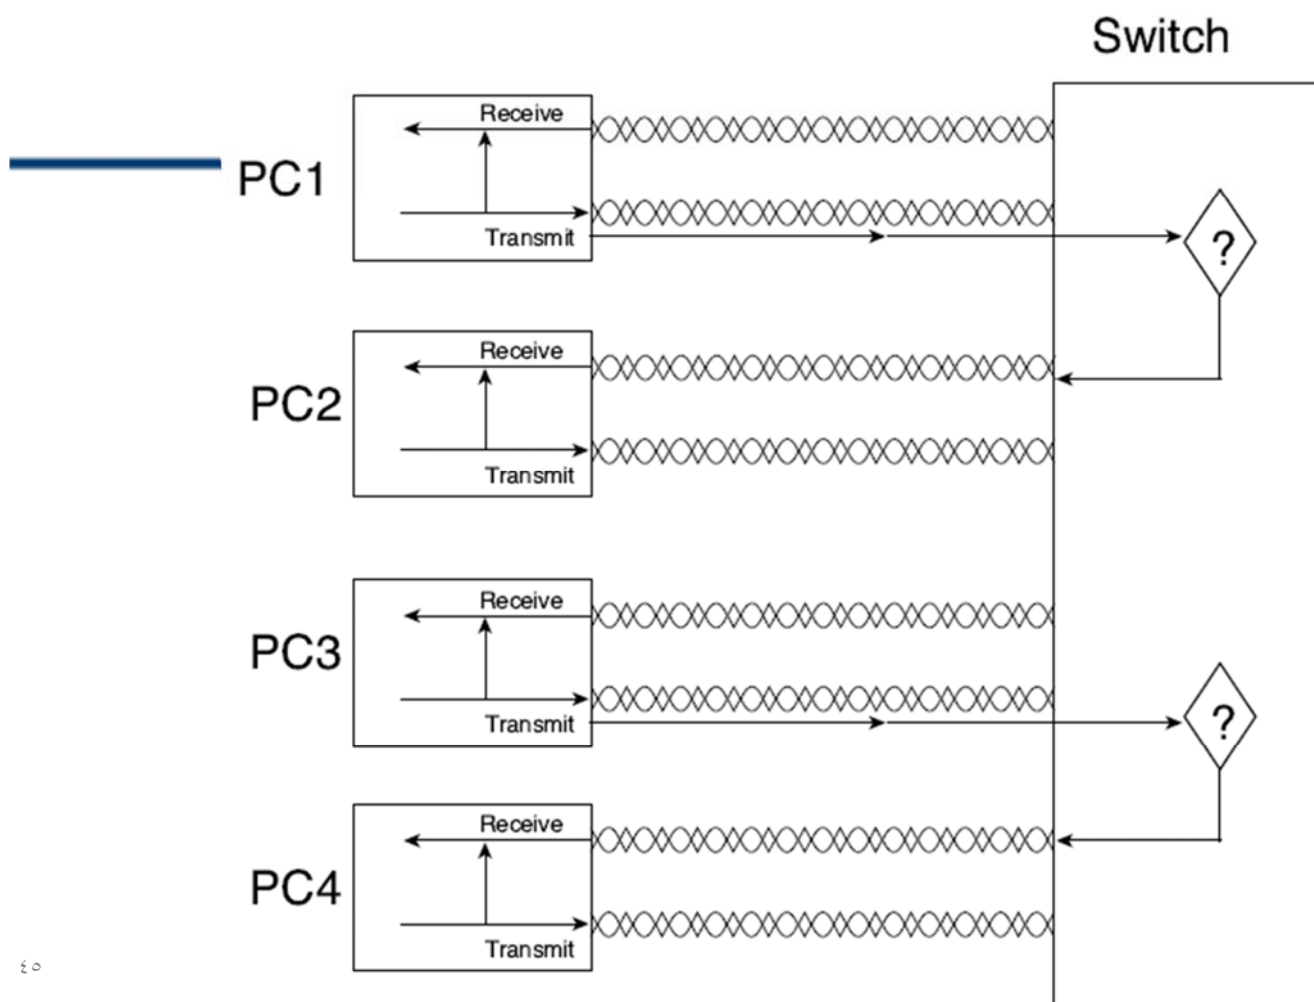 Switch
Receive
PC1
Transmit
?
Receive
PC2
Transmit
Receive
PC3
Transmit
?
Receive
PC4
Transmit
٤٥